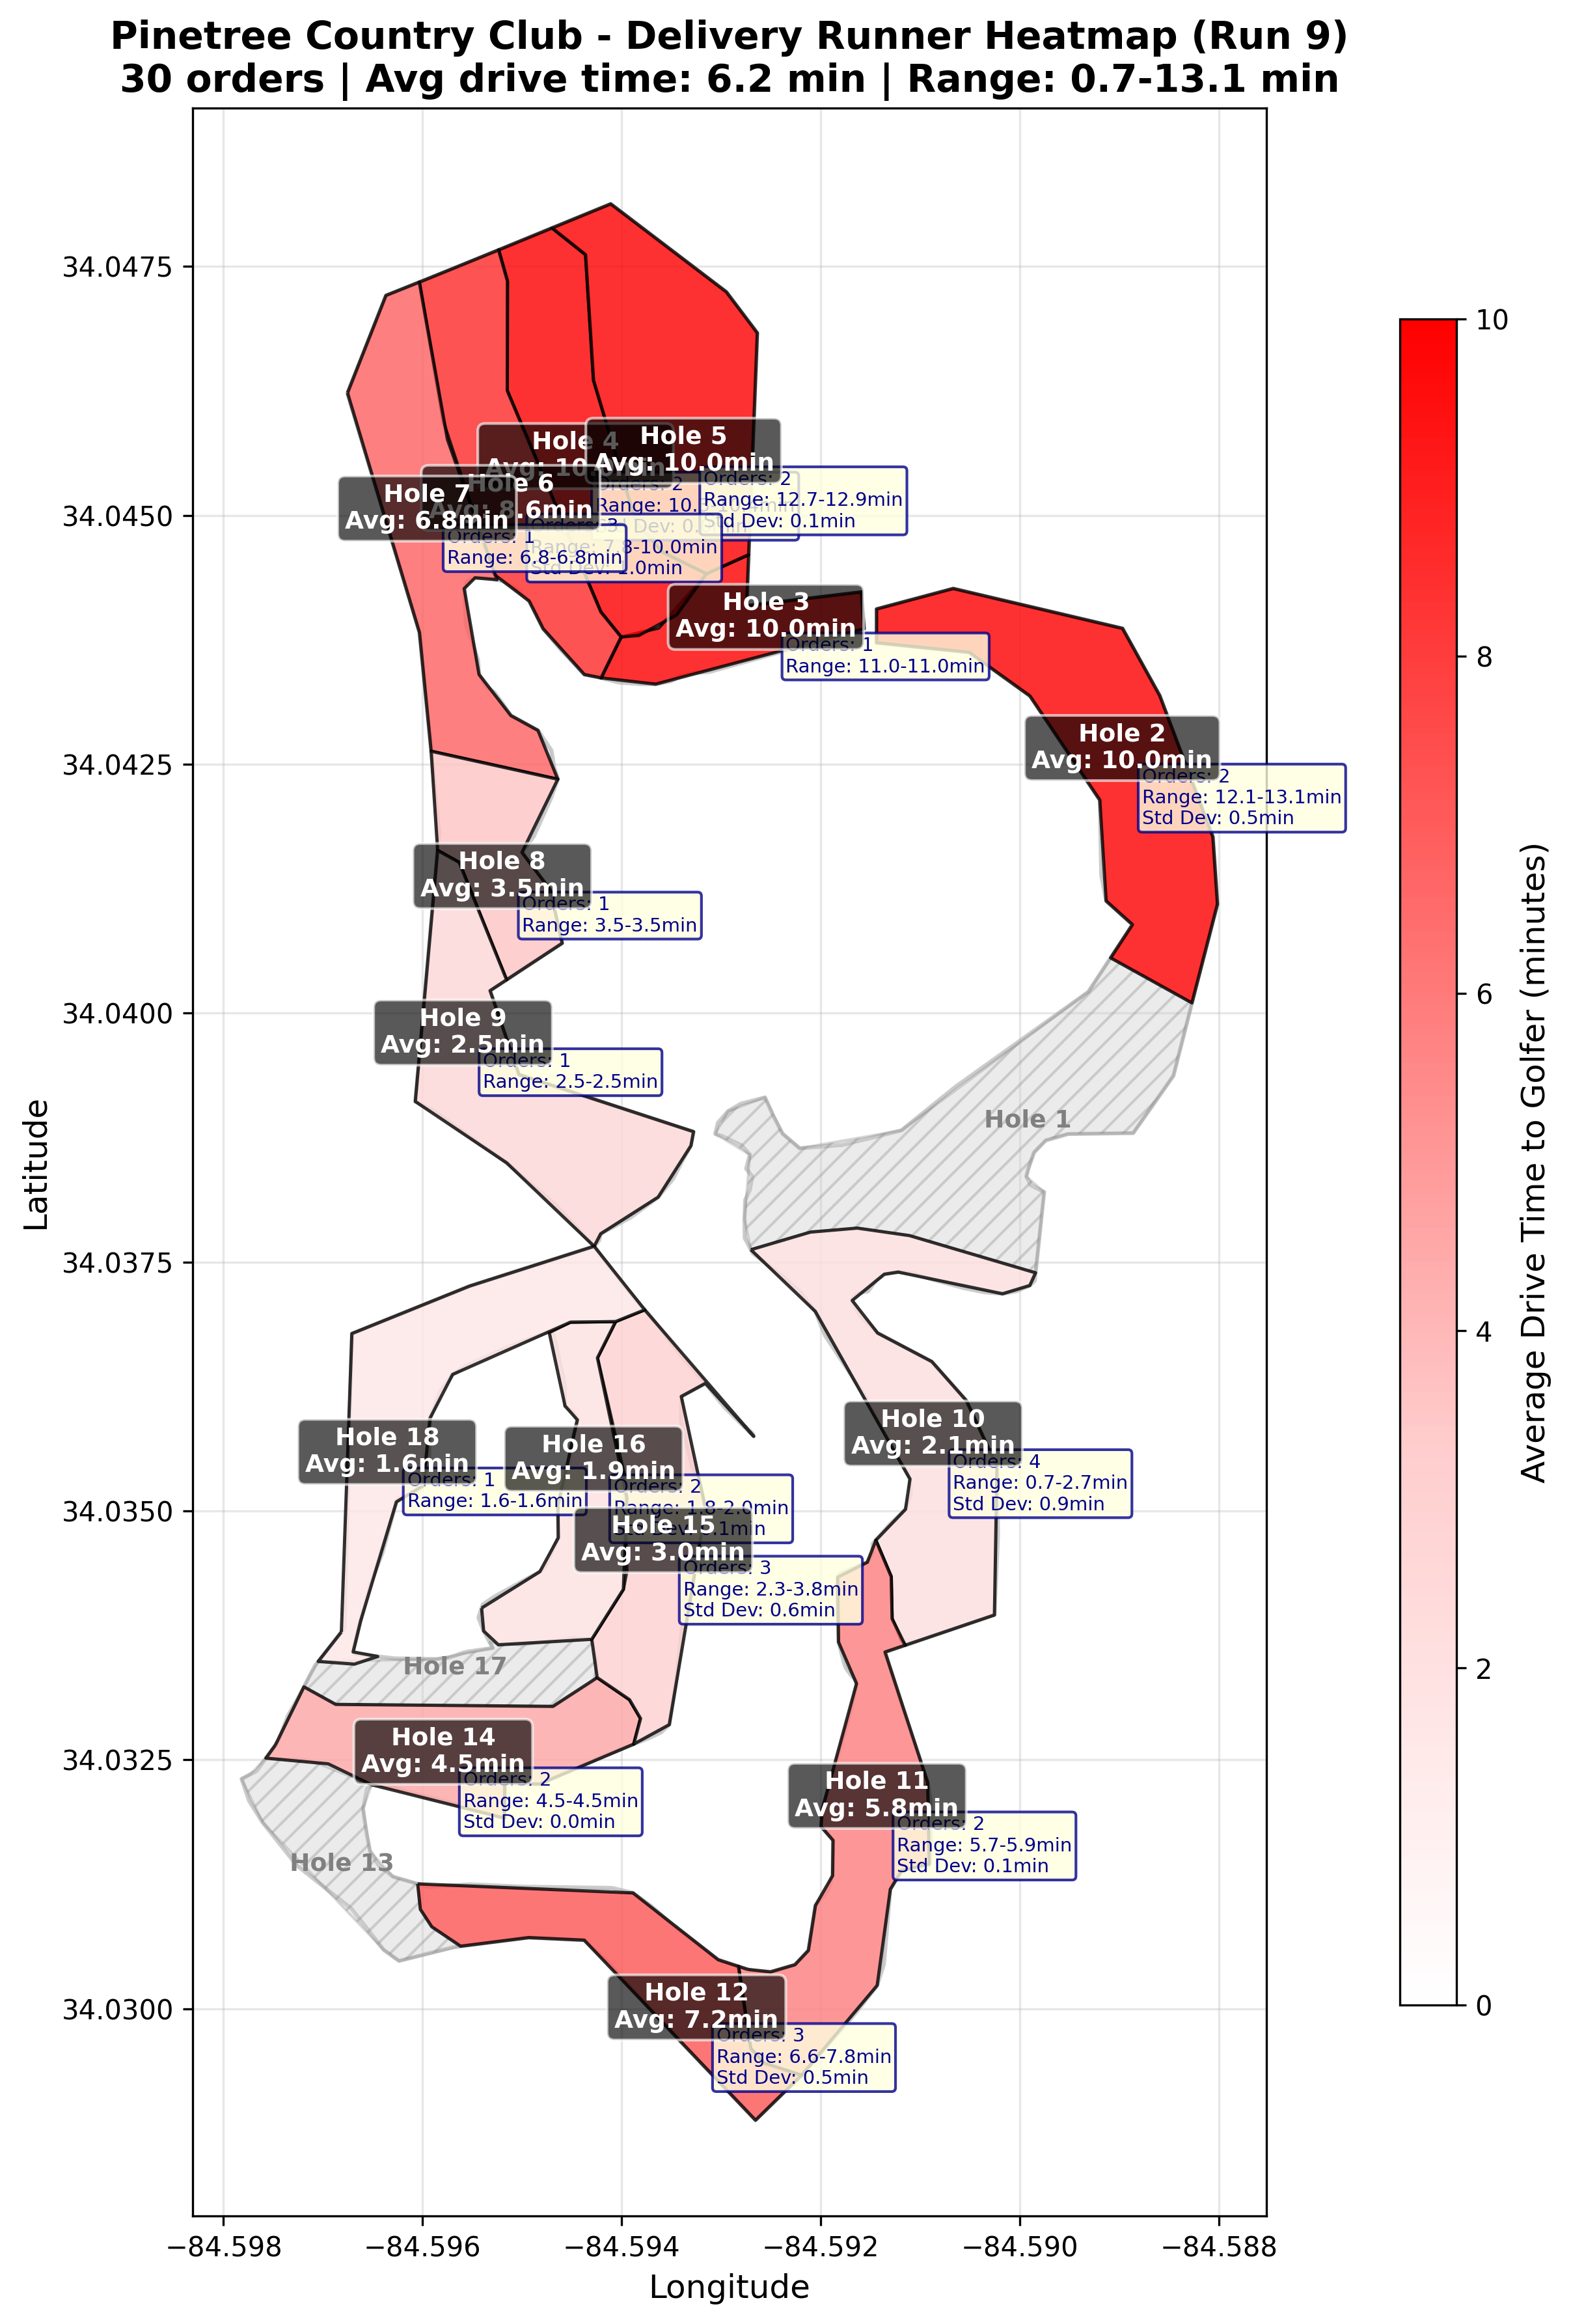 Pinetree Country Club - Delivery Runner Heatmap (Run 9)
30 orders | Avg drive time: 6.2 min | Range: 0.7-13.1 min
Latitude
34.0475
34.0450
34.0425
34.0400
34.0375
34.0350
34.0325
34.0300
Hole 4
Avg: 10.
Hole 5
Avg: 10.0min
Orders: 2
Range: 12.7-12.9min
Std Dev: 0.1min
Orders: 2
Range: 10.
Dev: 0.
Hole 6
Avg: 8.6min
Orders: 3
Range: 7.8-10.0min
Std Dev: 1.0min
Hole 7
Avg: 6.8min
Orders: 1
Range: 6.8-6.8min
Hole 3
Avg: 10.0min
Orders: 1
Range: 11.0-11.0min
Hole 2
Avg: 10.0min
Orders: 2
Range: 12.1-13.1min
Std Dev: 0.5min
Hole 8
Avg: 3.5min
Orders: 1
Range: 3.5-3.5min
Hole 9
Avg: 2.5min
Orders: 1
Range: 2.5-2.5min
Hole 1
Hole 10
Avg: 2.1min
Orders: 4
Range: 0.7-2.7min
Std Dev: 0.9min
Hole 18
Avg: 1.6min
Orders: 1
Range: 1.6-1.6min
Hole 16
Avg: 1.9min
Orders: 2
Range: 1.8-2.0min
Std Dev: 0.1min
Hole 15
Avg: 3.0min
Orders: 3
Range: 2.3-3.8min
Std Dev: 0.6min
Hole 17
Hole 14
Avg: 4.5min
Orders: 2
Range: 4.5-4.5min
Std Dev: 0.0min
Hole 11
Avg: 5.8min
Orders: 2
Range: 5.7-5.9min
Std Dev: 0.1min
Hole 13
Hole 12
Avg: 7.2min
Orders: 3
Range: 6.6-7.8min
Std Dev: 0.5min
−84.598 −84.596 −84.594 −84.592 −84.590 −84.588
Longitude
10
8
6
4
2
0
Average Drive Time to Golfer (minutes)